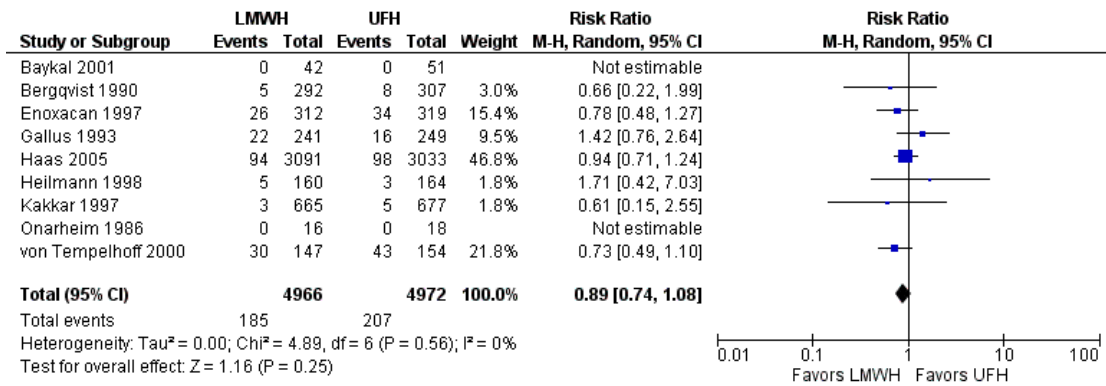 LMWH UFH Risk Ratio Risk Ratio
Study or Subgroup Events Total Events Total Weight M-H, Random, 95% CI M-H, Random, 95% CI
Baykal 2001 0 42 0 51 Not estimable
Bergqvist 1990 5 292 8 307 3.0% 0.66 [0.22, 1.99]
Enoxacan 1997 26 312 34 319 15.4% 0.78 [0.48, 1.27]
Gallus 1993 22 241 16 249 9.5% 1.42 [0.76, 2.64]
Haas 2005 94 3091 98 3033 46.8% 0.94 [0.71, 1.24]
Heilmann 1998 5 160 3 164 1.8% 1.71 [0.42, 7.03]
Kakkar 1997 3 665 5 677 1.8% 0.61 [0.15, 2.55]
Onarheim 1986 0 16 0 18 Not estimable
von Tempelhoff 2000 30 147 43 154 21.8% 0.73 [0.49, 1.10]
Total (95% CI) 4966 4972 100.0% 0.89 [0.74, 1.08]
Total events 185 207
Heterogeneity: Tau² = 0.00; Chi² = 4.89, df = 6 (P = 0.56); I² = 0%
Test for overall effect: Z = 1.16 (P = 0.25)
0.01 0.1 1 10 100
Favors LMWH Favors UFH